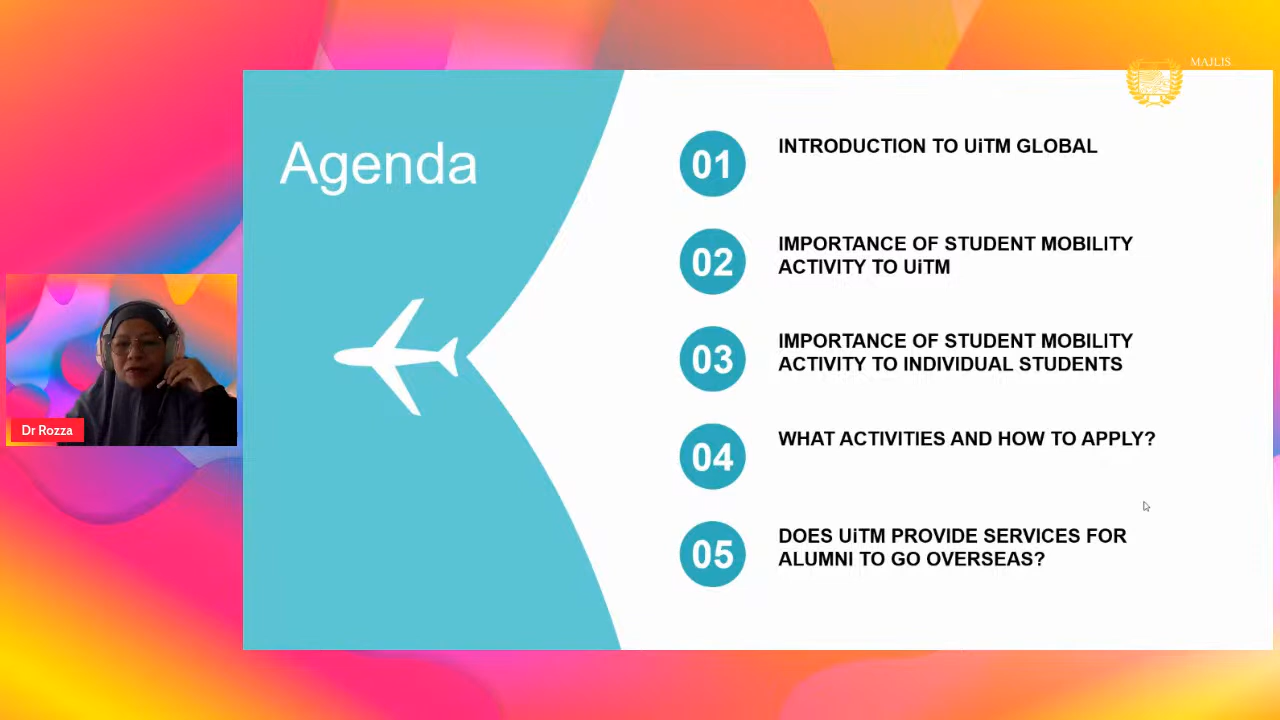 MAJLIS
Agenda
01
INTRODUCTION TO UiTM GLOBAL
02
IMPORTANCE OF STUDENT MOBILITY
ACTIVITY TO UiTM
03
IMPORTANCE OF STUDENT MOBILITY
ACTIVITY TO INDIVIDUAL STUDENTS
04
WHAT ACTIVITIES AND HOW TO APPLY?
05
DOES UiTM PROVIDE SERVICES FOR
ALUMNI TO GO OVERSEAS?
Dr Rozza